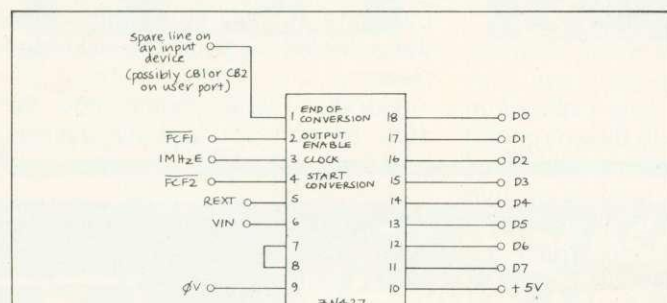 Spare line on
an input
device
(possibly CB1 or CB2
on user port)
1 END OF CONVERSION 18 D0
FCF1 2 OUTPUT ENABLE 17 D1
1MHzE 3 CLOCK 16 D2
FCF2 4 START CONVERSION 15 D3
REXT 5 14 D4
VIN 6 13 D5
7 12 D6
8 11 D7
ØV 9 10 +5V
ZN427